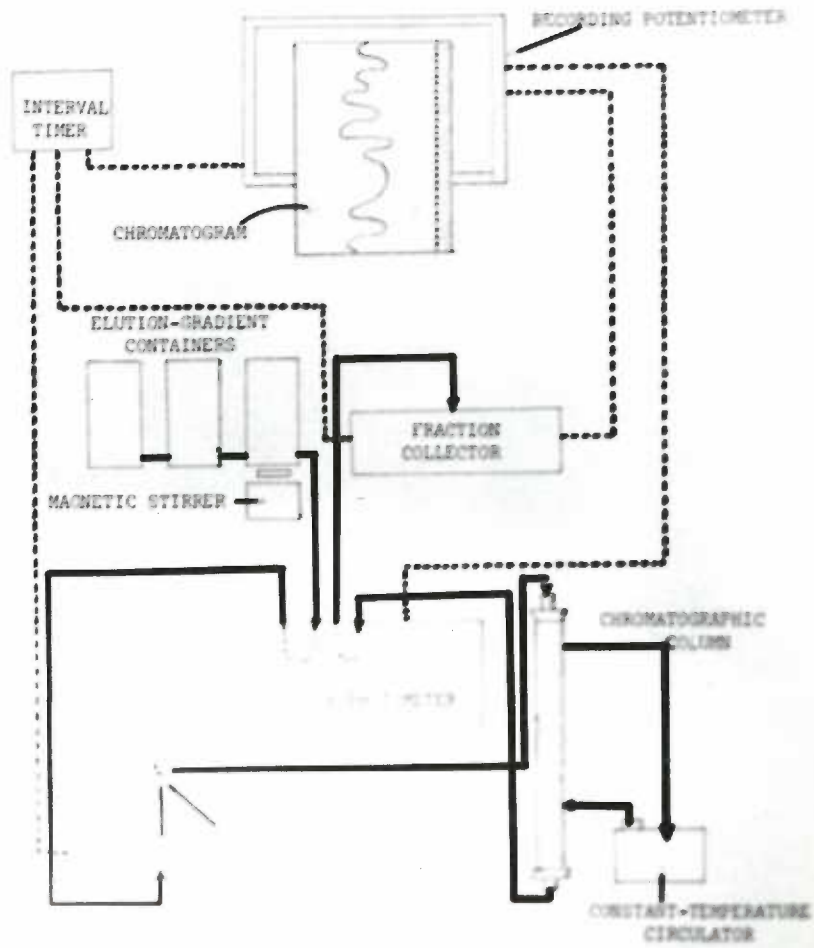 RECORDING POTENTIOMETER
INTERVAL
TIMER
CHROMATOGRAM
ELUTION-GRADIENT
CONTAINERS
FRACTION
COLLECTOR
MAGNETIC STIRRER
CHROMATOGRAPHIC
COLUMN
CONSTANT-TEMPERATURE
CIRCULATOR